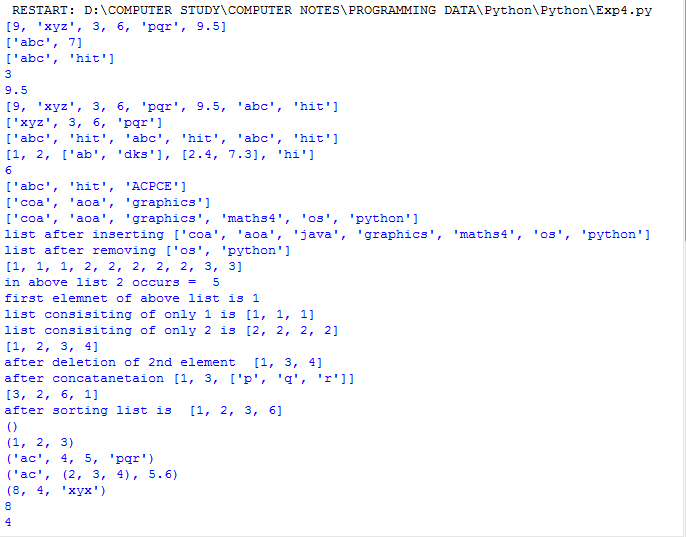 RESTART: D:\COMPUTER STUDY\COMPUTER NOTES\PROGRAMMING DATA\Python\Python\Exp4.py
[9, 'xyz', 3, 6, 'pqr', 9.5]
['abc', 7]
['abc', 'hit']
3
9.5
[9, 'xyz', 3, 6, 'pqr', 9.5, 'abc', 'hit']
['xyz', 3, 6, 'pqr']
['abc', 'hit', 'abc', 'hit', 'abc', 'hit']
[1, 2, ['ab', 'dks'], [2.4, 7.3], 'hi']
6
['abc', 'hit', 'ACPCE']
['coa', 'aoa', 'graphics']
['coa', 'aoa', 'graphics', 'maths4', 'os', 'python']
list after inserting ['coa', 'aoa', 'java', 'graphics', 'maths4', 'os', 'python']
list after removing ['os', 'python']
[1, 1, 1, 2, 2, 2, 2, 2, 3, 3]
in above list 2 occurs =  5
first elemnet of above list is 1
list consisiting of only 1 is [1, 1, 1]
list consisiting of only 2 is [2, 2, 2, 2]
[1, 2, 3, 4]
after deletion of 2nd element  [1, 3, 4]
after concatanetaion [1, 3, ['p', 'q', 'r']]
[3, 2, 6, 1]
after sorting list is  [1, 2, 3, 6]
()
(1, 2, 3)
('ac', 4, 5, 'pqr')
('ac', (2, 3, 4), 5.6)
(8, 4, 'xyx')
8
4